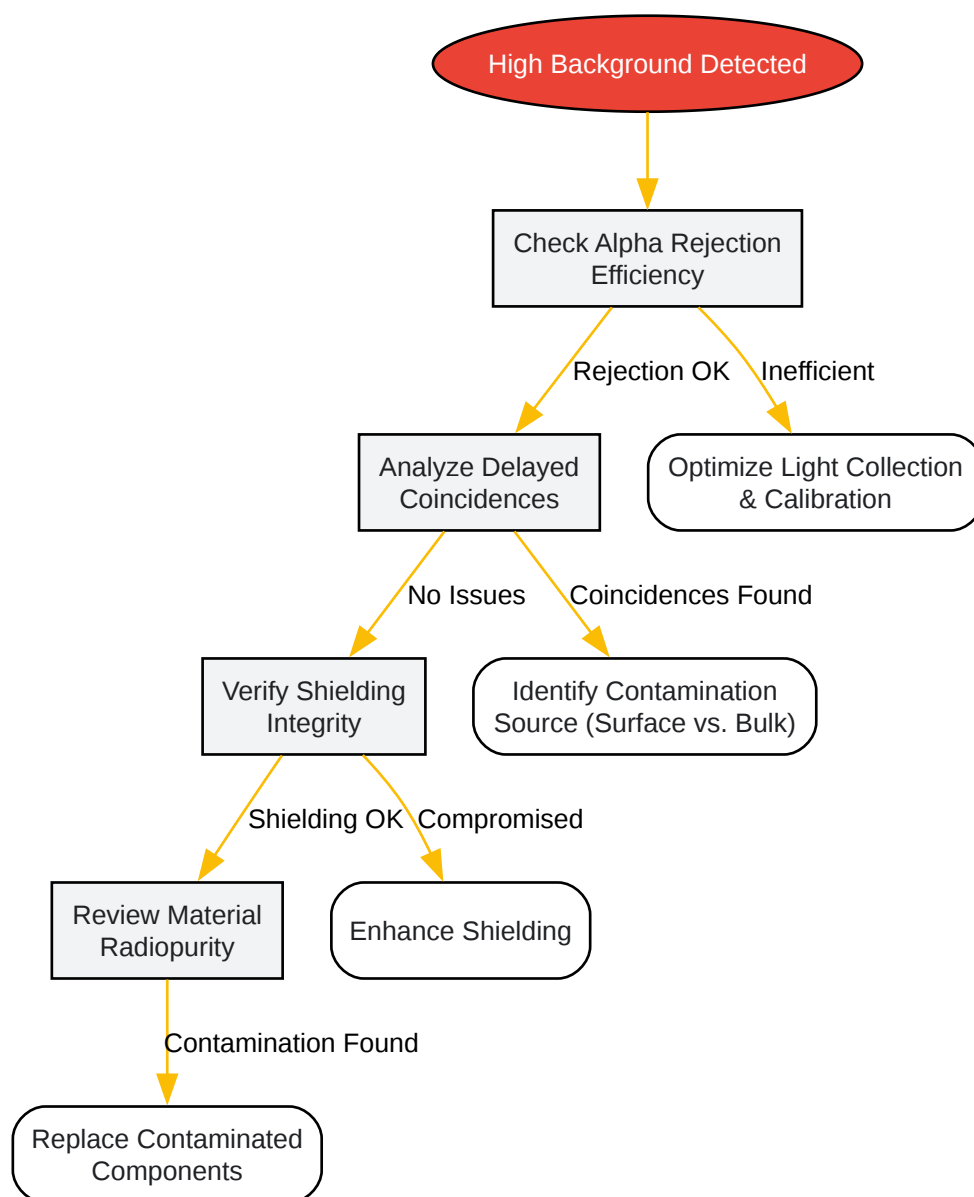 High Background Detected
Check Alpha Rejection
Efficiency
Rejection OK
Inefficient
Analyze Delayed
Coincidences
Optimize Light Collection
& Calibration
No Issues
Coincidences Found
Verify Shielding
Integrity
Identify Contamination
Source (Surface vs. Bulk)
Shielding OK
Compromised
Review Material
Radiopurity
Enhance Shielding
Contamination Found
Replace Contaminated
Components